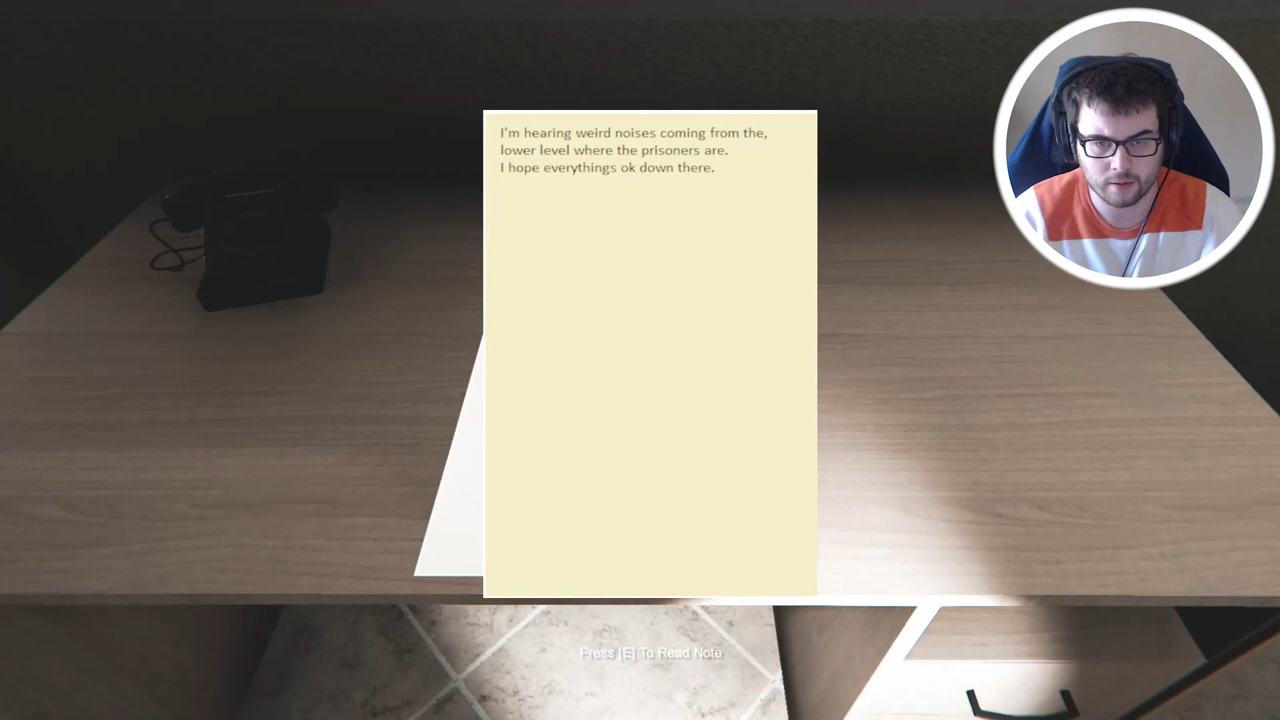 I'm hearing weird noises coming from the,
lower level where the prisoners are.
I hope everythings ok down there.
Press [E] To Read Note